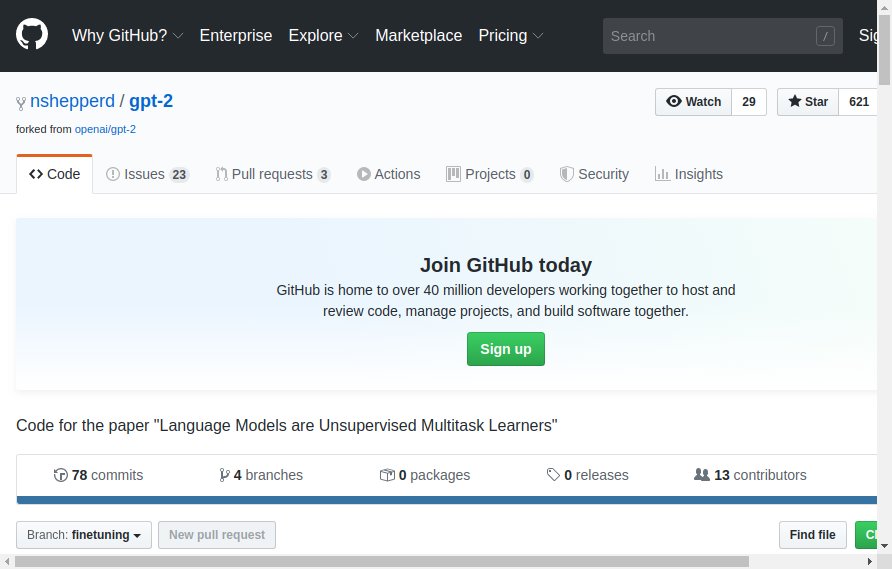 Why GitHub? Enterprise Explore Marketplace Pricing Search /
nshepperd / gpt-2 Watch 29 Star 621
forked from openai/gpt-2
Code Issues 23 Pull requests 3 Actions Projects 0 Security Insights
Join GitHub today
GitHub is home to over 40 million developers working together to host and
review code, manage projects, and build software together.
Sign up
Code for the paper "Language Models are Unsupervised Multitask Learners"
78 commits 4 branches 0 packages 0 releases 13 contributors
Branch: finetuning New pull request Find file